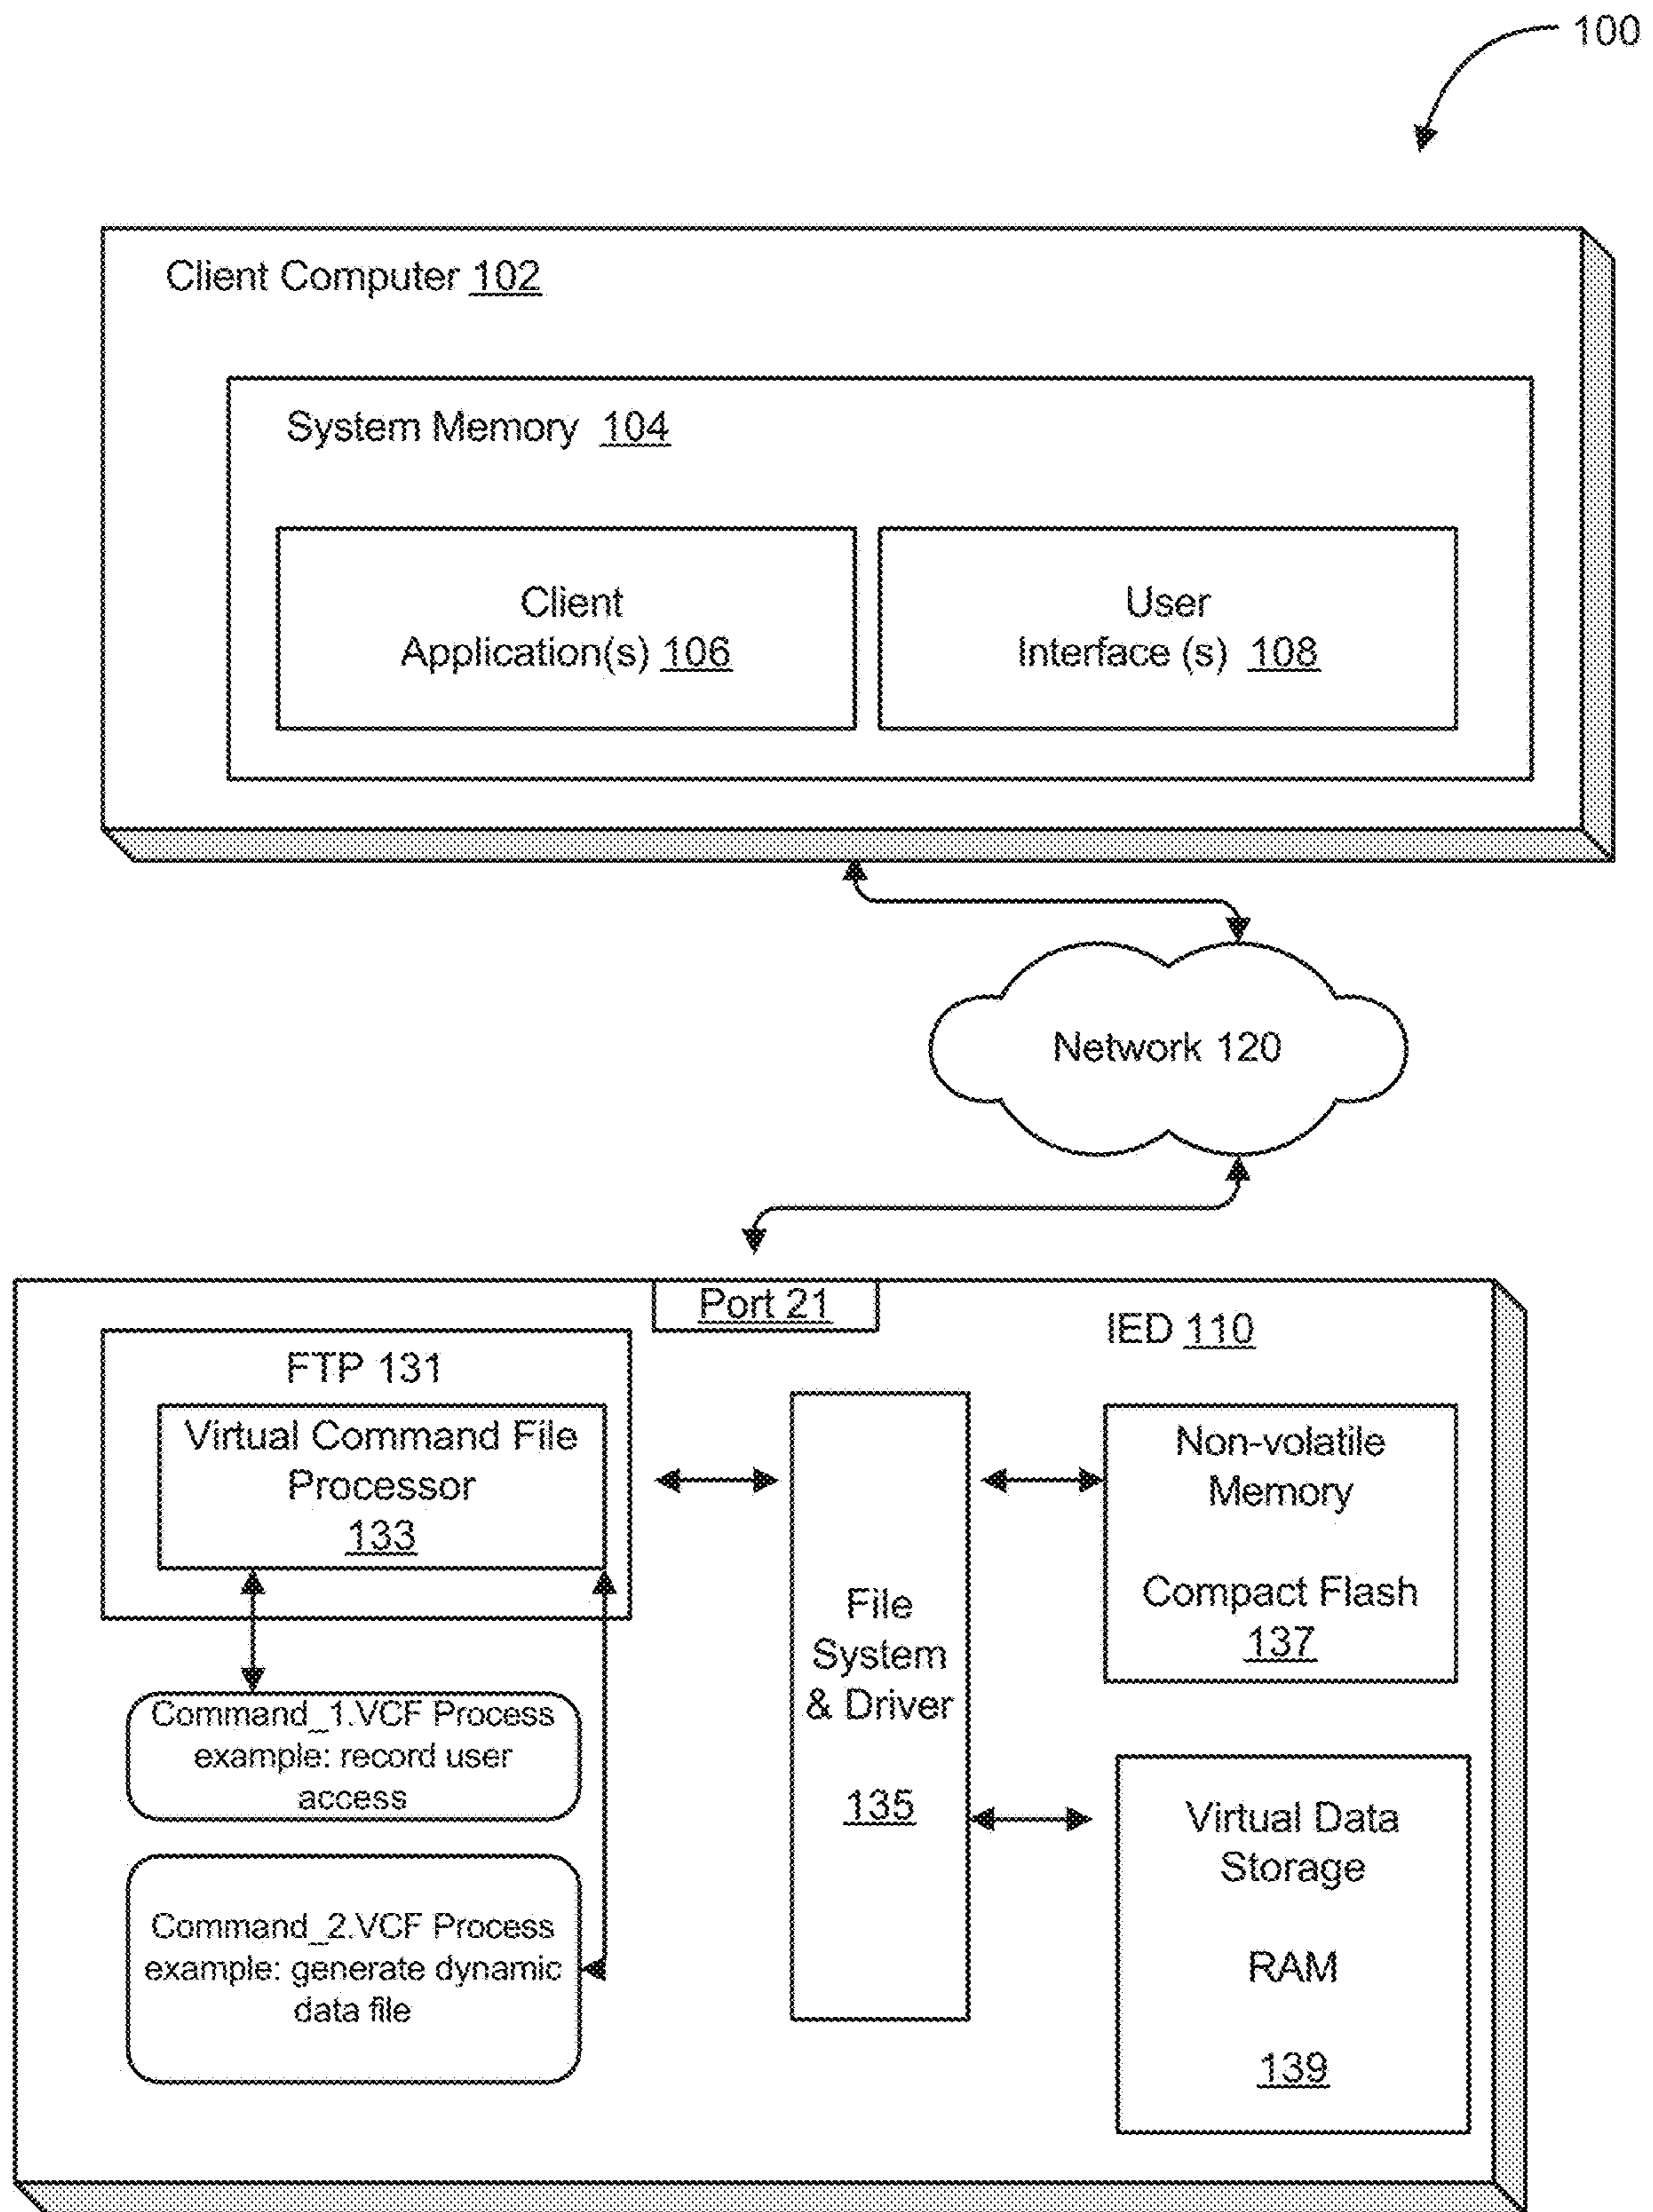 100
Client Computer 102
System Memory 104
Client
Application(s) 106
User
Interface (s) 108
Network 120
Port 21
IED 110
FTP 131
Virtual Command File
Processor
133
Command_1.VCF Process
example: record user
access
Command_2.VCF Process
example: generate dynamic
data file
File
System
& Driver
135
Non-volatile
Memory
Compact Flash
137
Virtual Data
Storage
RAM
139